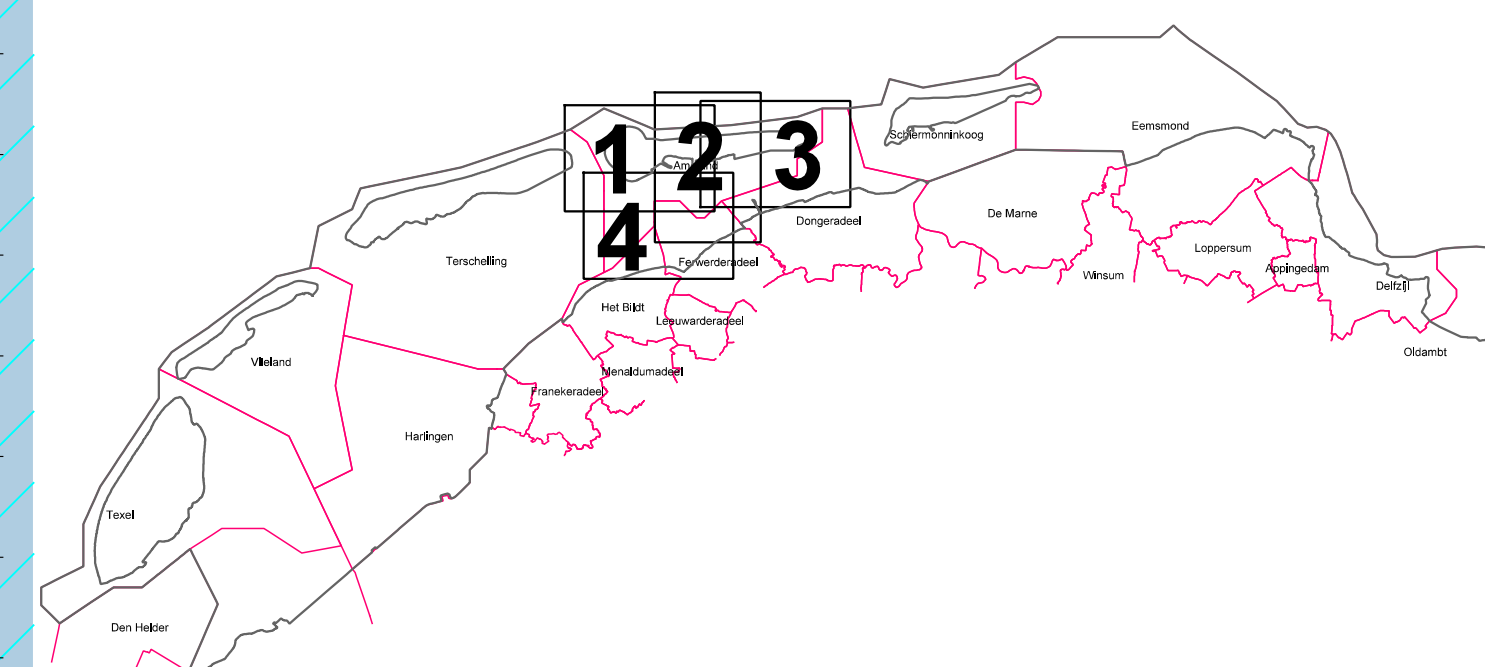 Eemsmond
Schiermonninkoog
1
2
3
Ameland
De Marne
Dongeradeel
4
Loppersum
Terschelling
Ferwerderadeel
Appingedam
Winsum
Delfzijl
Het Bildt
Leeuwarderadeel
Oldambt
Vlieland
Menaldumadeel
Franekeradeel
Harlingen
Texel
Den Helder